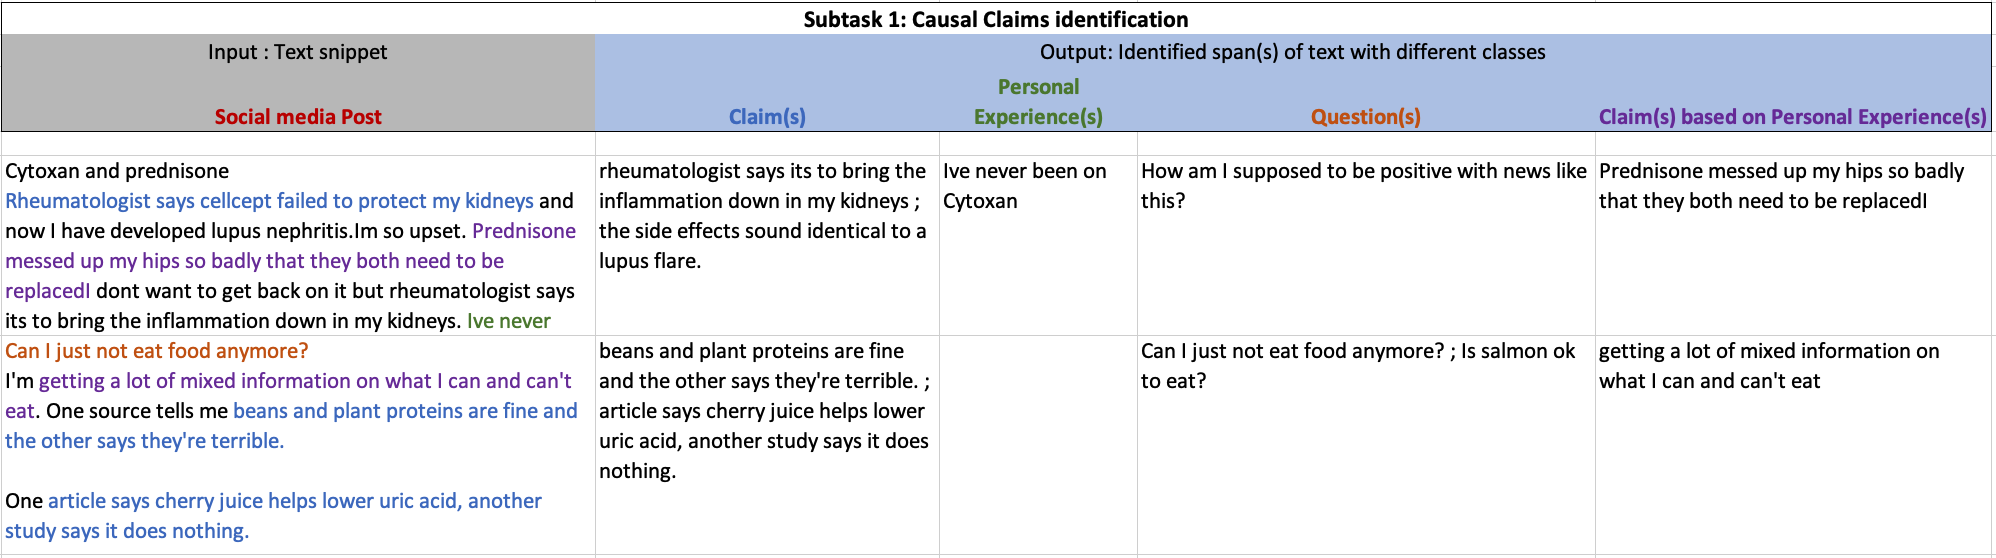 Subtask 1: Causal Claims identification
Input : Text snippet
Output: Identified span(s) of text with different classes
Social media Post
Claim(s)
Personal
Experience(s)
Question(s)
Claim(s) based on Personal Experience(s)
Cytoxan and prednisone
Rheumatologist says cellcept failed to protect my kidneys and
now I have developed lupus nephritis.Im so upset. Prednisone
messed up my hips so badly that they both need to be
replacedI dont want to get back on it but rheumatologist says
its to bring the inflammation down in my kidneys. Ive never
rheumatologist says its to bring the
inflammation down in my kidneys ;
the side effects sound identical to a
lupus flare.
Ive never been on
Cytoxan
How am I supposed to be positive with news like
this?
Prednisone messed up my hips so badly
that they both need to be replacedI
Can I just not eat food anymore?
I'm getting a lot of mixed information on what I can and can't
eat. One source tells me beans and plant proteins are fine and
the other says they're terrible.
One article says cherry juice helps lower uric acid, another
study says it does nothing.
beans and plant proteins are fine
and the other says they're terrible. ;
article says cherry juice helps lower
uric acid, another study says it does
nothing.
Can I just not eat food anymore? ; Is salmon ok
to eat?
getting a lot of mixed information on
what I can and can't eat